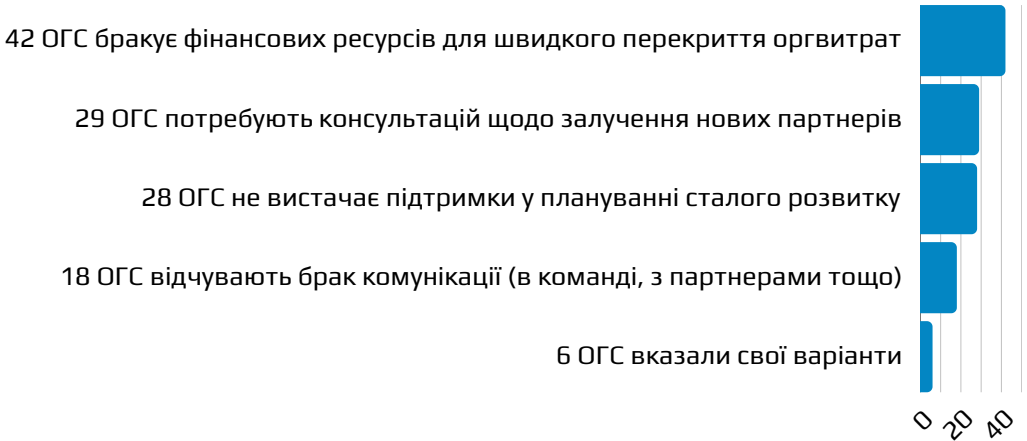 42 ОГС бракує фінансових ресурсів для швидкого перекриття оргвитрат
29 ОГС потребують консультацій щодо залучення нових партнерів
28 ОГС не вистачає підтримки у плануванні сталого розвитку
18 ОГС відчувають брак комунікації (в команді, з партнерами тощо)
6 ОГС вказали свої варіанти
0 20 40